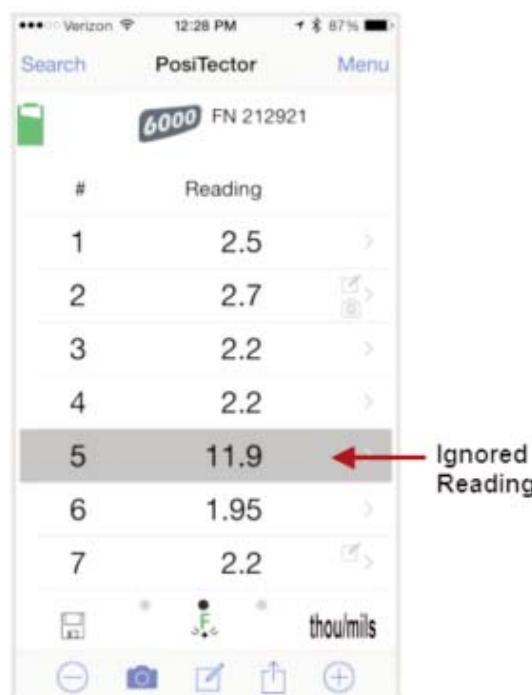 Verizon 12:28 PM 87%
Search PosiTector Menu
6000 FN 212921
# Reading
1 2.5
2 2.7
3 2.2
4 2.2
5 11.9
Ignored
Reading
6 1.95
7 2.2
F thou/mils